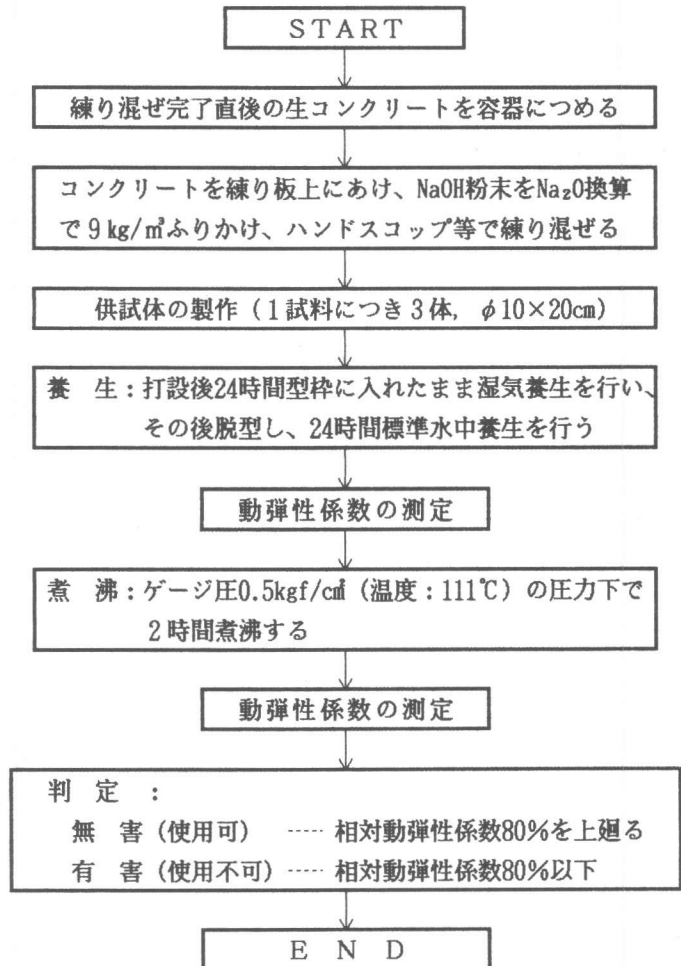 START
練り混ぜ完了直後の生コンクリートを容器につめる
コンクリートを練り板上にあけ、NaOH粉末をNa₂O換算
で9kg/㎥ふりかけ、ハンドスコップ等で練り混ぜる
供試体の製作(1試料につき3体, φ10×20cm)
養 生:打設後24時間型枠に入れたまま湿気養生を行い、
その後脱型し、24時間標準水中養生を行う
動弾性係数の測定
煮 沸:ゲージ圧0.5kgf/c㎡(温度:111℃)の圧力下で
2時間煮沸する
動弾性係数の測定
判 定 :
無 害(使用可) ----- 相対動弾性係数80%を上廻る
有 害(使用不可) ----- 相対動弾性係数80%以下
E N D